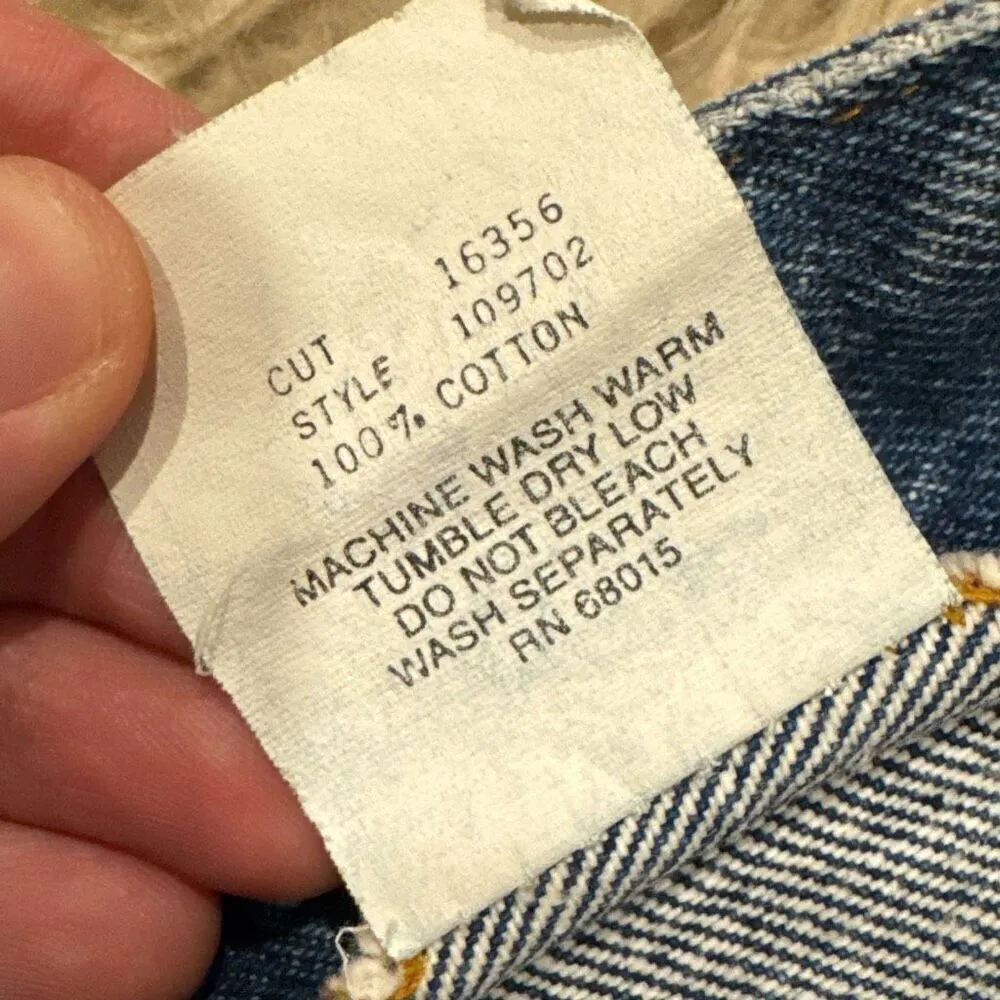 CUT 16356
STYLE 109702
100% COTTON
MACHINE WASH WARM
TUMBLE DRY LOW
DO NOT BLEACH
WASH SEPARATELY
RN 68015